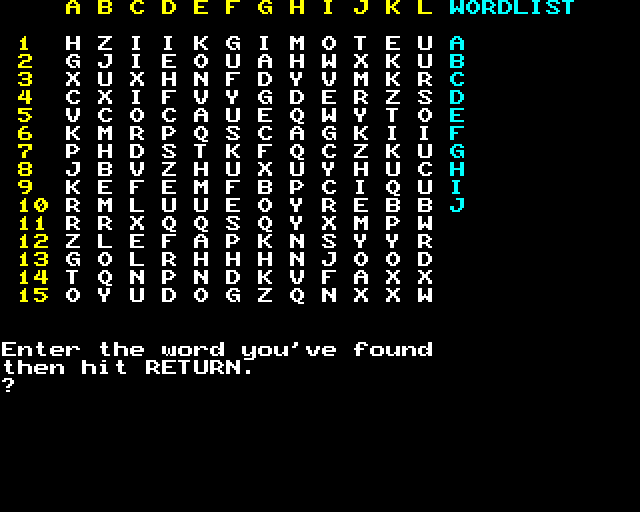 A B C D E F G H I J K L WORDLIST
1 H Z I I K G I M O T E U A
2 G J I E O U A H W X K U B
3 X U X H N F D Y V M K R C
4 C X I F V Y G D E R Z S D
5 V C O C A U E Q W Y T O E
6 K M R P Q S C A G K I I F
7 P H D S T K F Q C Z K U G
8 J B V Z H U X U Y H U C H
9 K E F E M F B P C I Q U I
10 R M L U U E O Y R E B B J
11 R R X Q Q S Q Y X M P W
12 Z L E F A P K N S Y Y R
13 G O L R H H H N J O O D
14 T Q N P N D K V F A X X
15 O Y U D O G Z Q N X X W
Enter the word you've found
then hit RETURN.
?